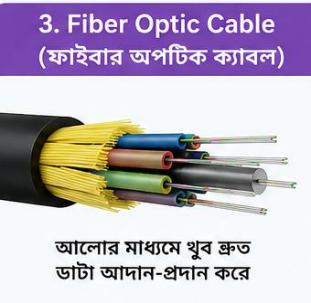 3. Fiber Optic Cable
(ফাইবার অপটিক ক্যাবল)
আলোর মাধ্যমে খুব দ্রুত
ডাটা আদান-প্রদান করে